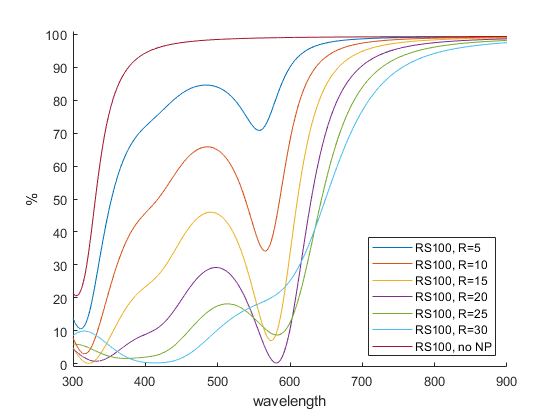 100
90
80
70
60
50
40
30
20
10
0
%
300 400 500 600 700 800 900
wavelength
RS100, R=5
RS100, R=10
RS100, R=15
RS100, R=20
RS100, R=25
RS100, R=30
RS100, no NP